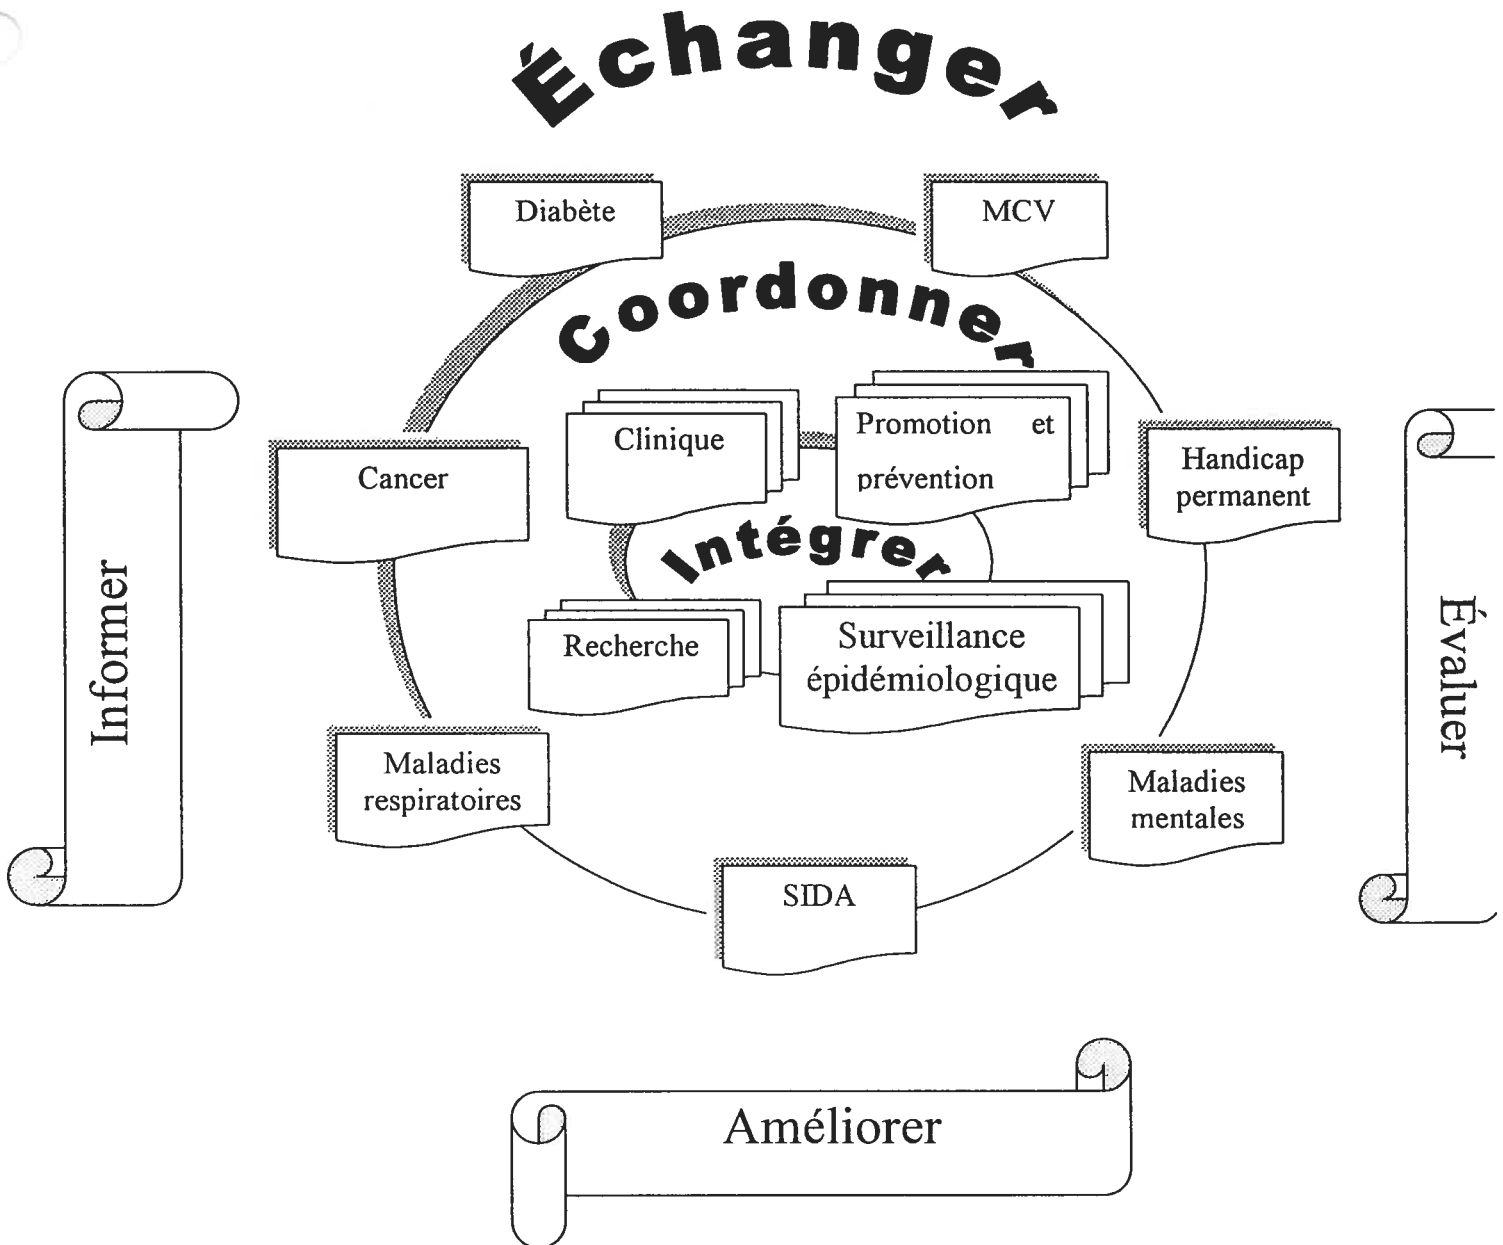 Échanger
Diabète
MCV
Coordonner
Clinique
Promotion et
prévention
Cancer
Handicap
permanent
Intégrer
Recherche
Surveillance
épidémiologique
Informer
Évaluer
Maladies
respiratoires
Maladies
mentales
SIDA
Améliorer